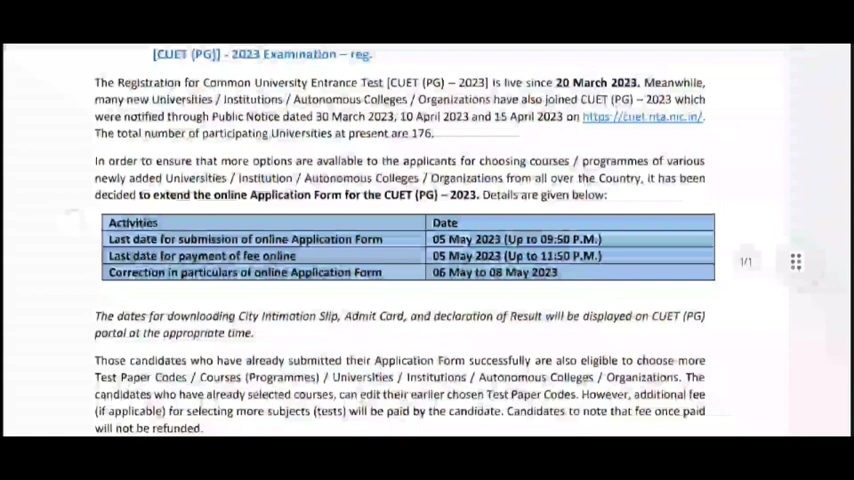 [CUET (PG)] - 2023 Examination – reg.
The Registration for Common University Entrance Test [CUET (PG) – 2023] is live since 20 March 2023. Meanwhile,
many new Universities / Institutions / Autonomous Colleges / Organizations have also joined CUET (PG) – 2023 which
were notified through Public Notice dated 30 March 2023, 10 April 2023 and 15 April 2023 on https://cuet.nta.nic.in/.
The total number of participating Universities at present are 176.
In order to ensure that more options are available to the applicants for choosing courses / programmes of various
newly added Universities / Institution / Autonomous Colleges / Organizations from all over the Country, it has been
decided to extend the online Application Form for the CUET (PG) – 2023. Details are given below:
Activities Date
Last date for submission of online Application Form 05 May 2023 (Up to 09:50 P.M.)
Last date for payment of fee online 05 May 2023 (Up to 11:50 P.M.)
Correction in particulars of online Application Form 06 May to 08 May 2023
1/1
The dates for downloading City Intimation Slip, Admit Card, and declaration of Result will be displayed on CUET (PG)
portal at the appropriate time.
Those candidates who have already submitted their Application Form successfully are also eligible to choose more
Test Paper Codes / Courses (Programmes) / Universities / Institutions / Autonomous Colleges / Organizations. The
candidates who have already selected courses, can edit their earlier chosen Test Paper Codes. However, additional fee
(if applicable) for selecting more subjects (tests) will be paid by the candidate. Candidates to note that fee once paid
will not be refunded.